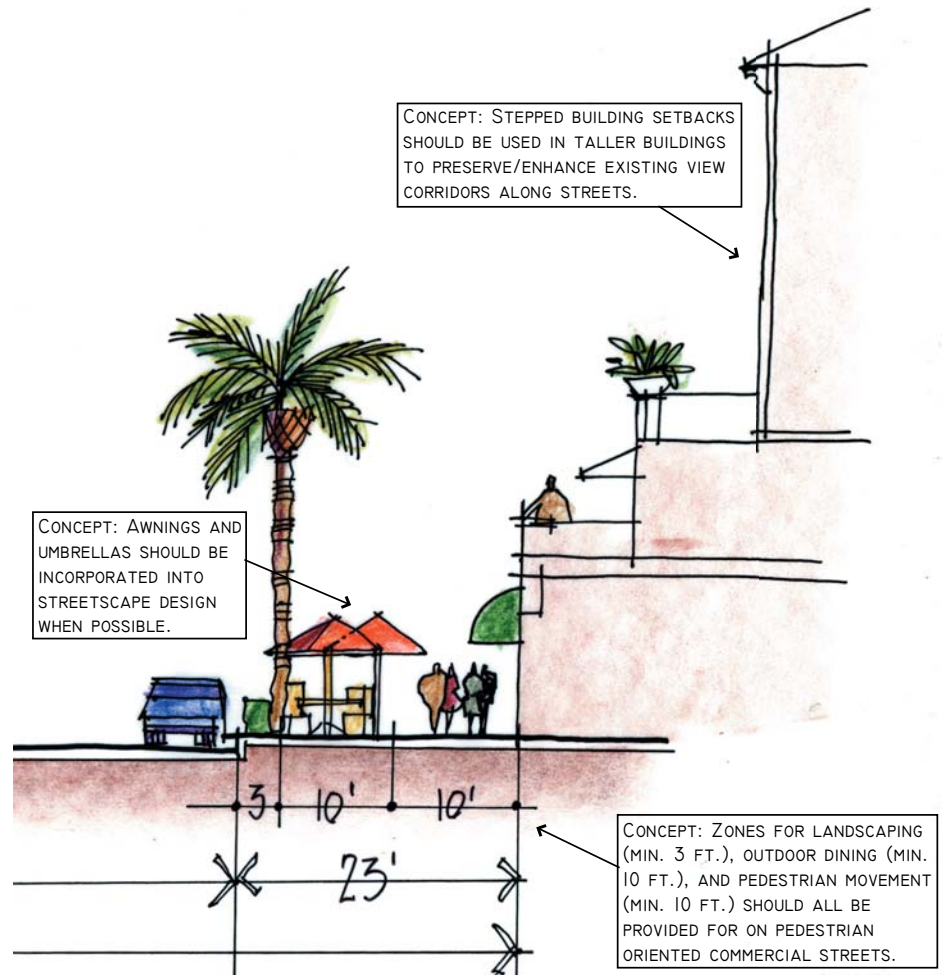 CONCEPT: STEPPED BUILDING SETBACKS
SHOULD BE USED IN TALLER BUILDINGS
TO PRESERVE/ENHANCE EXISTING VIEW
CORRIDORS ALONG STREETS.
CONCEPT: AWNINGS AND
UMBRELLAS SHOULD BE
INCORPORATED INTO
STREETSCAPE DESIGN
WHEN POSSIBLE.
3 10' 10'
23'
CONCEPT: ZONES FOR LANDSCAPING
(MIN. 3 FT.), OUTDOOR DINING (MIN.
10 FT.), AND PEDESTRIAN MOVEMENT
(MIN. 10 FT.) SHOULD ALL BE
PROVIDED FOR ON PEDESTRIAN
ORIENTED COMMERCIAL STREETS.